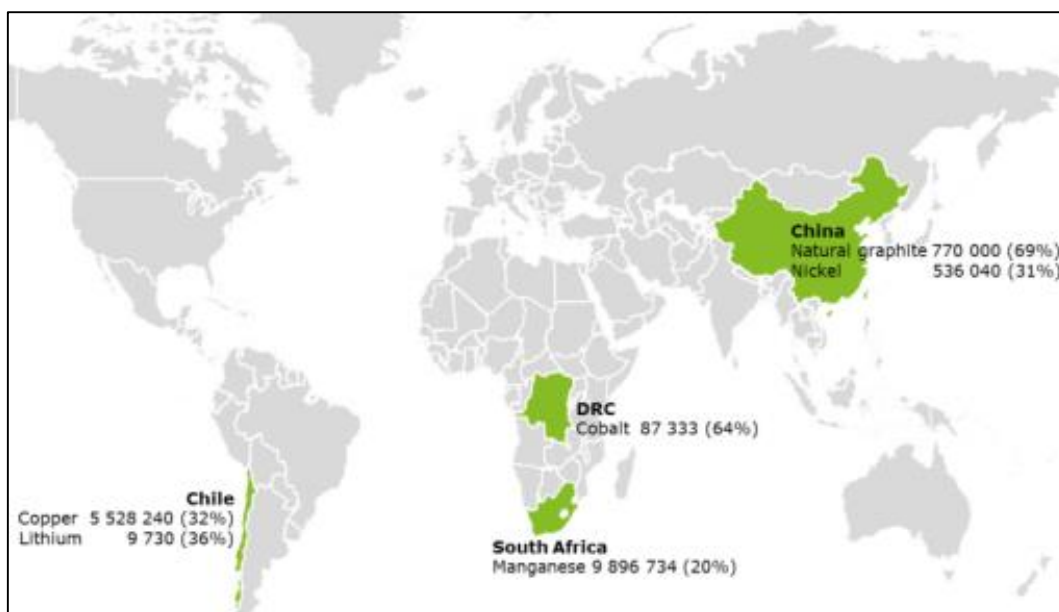 China
Natural graphite 770 000 (69%)
Nickel 536 040 (31%)
DRC
Cobalt 87 333 (64%)
Chile
Copper 5 528 240 (32%)
Lithium 9 730 (36%)
South Africa
Manganese 9 896 734 (20%)